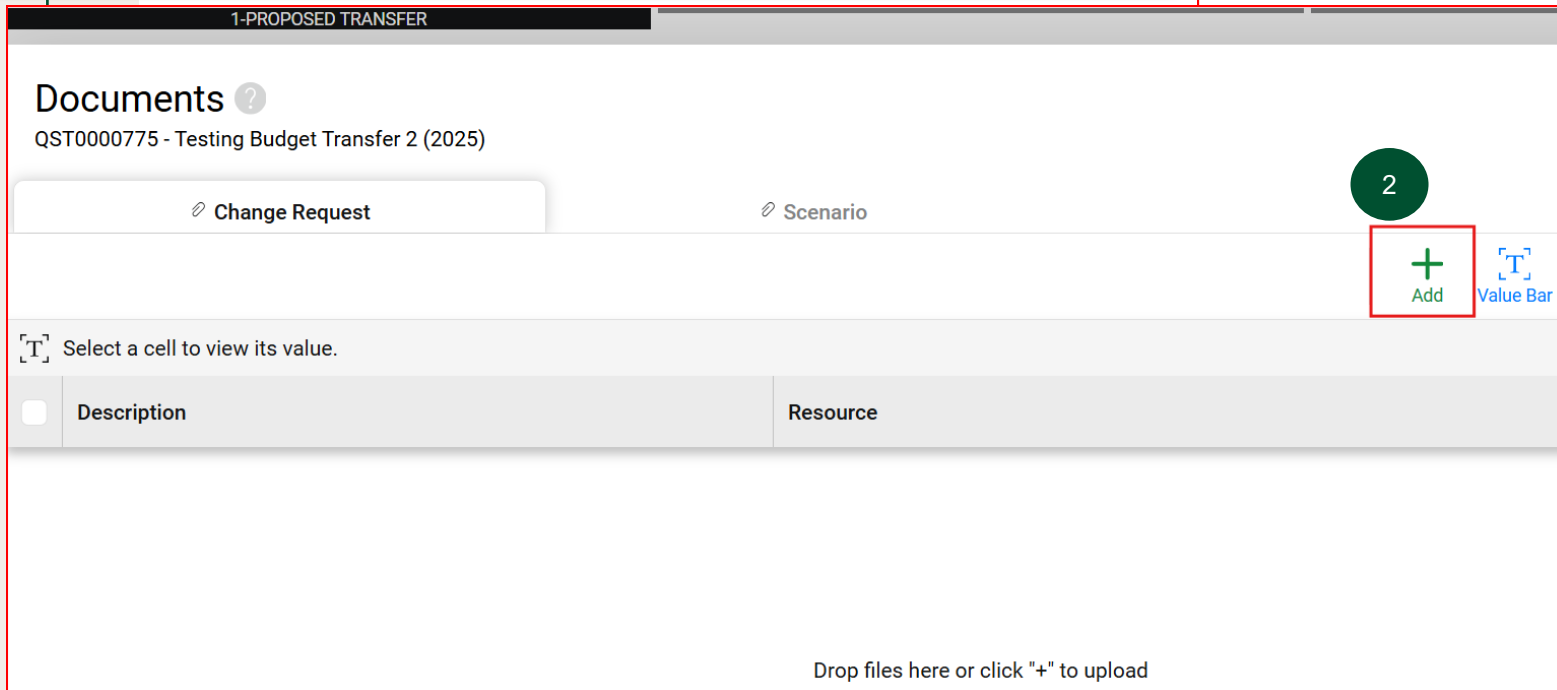 1-PROPOSED TRANSFER
Documents ?
QST0000775 - Testing Budget Transfer 2 (2025)
2
Change Request
Scenario
Add
Value Bar
[T] Select a cell to view its value.
Description
Resource
Drop files here or click "+" to upload